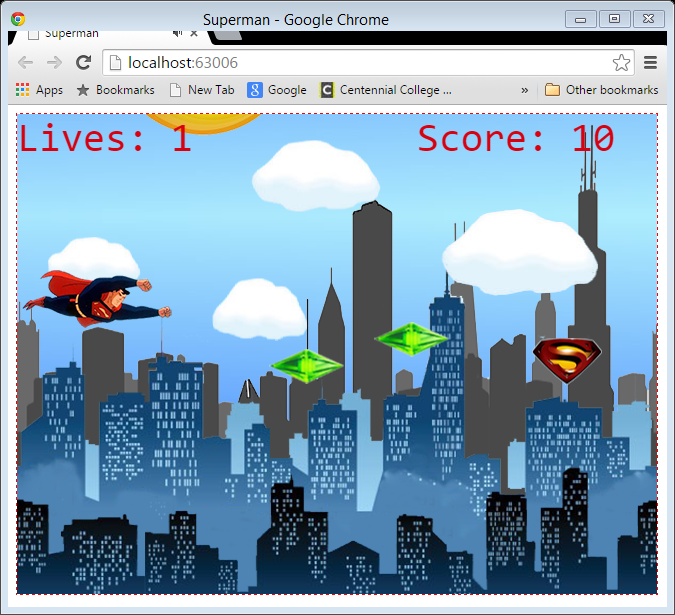 Superman - Google Chrome
Superman
localhost:63006
Apps Bookmarks New Tab Google Centennial College ... » Other bookmarks
Lives: 1 Score: 10